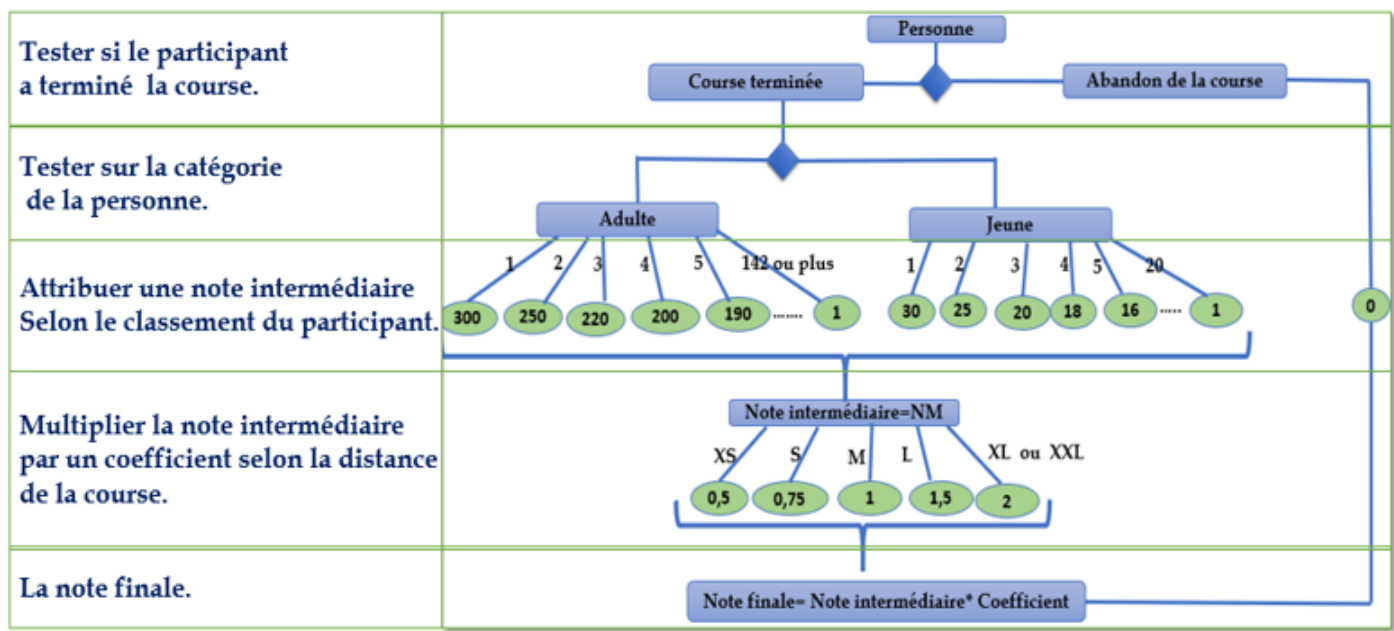 Personne
Tester si le participant
a terminé la course.
Course terminée
Abandon de la course
Tester sur la catégorie
de la personne.
Adulte
Jeune
1 2 3 4 5 142 ou plus
1 2 3 4 5 20
Attribuer une note intermédiaire
Selon le classement du participant.
300 250 220 200 190 ........ 1
30 25 20 18 16 ..... 1
0
Note intermédiaire=NM
Multiplier la note intermédiaire
par un coefficient selon la distance
de la course.
XS S M L XL ou XXL
0,5 0,75 1 1,5 2
La note finale.
Note finale= Note intermédiaire* Coefficient